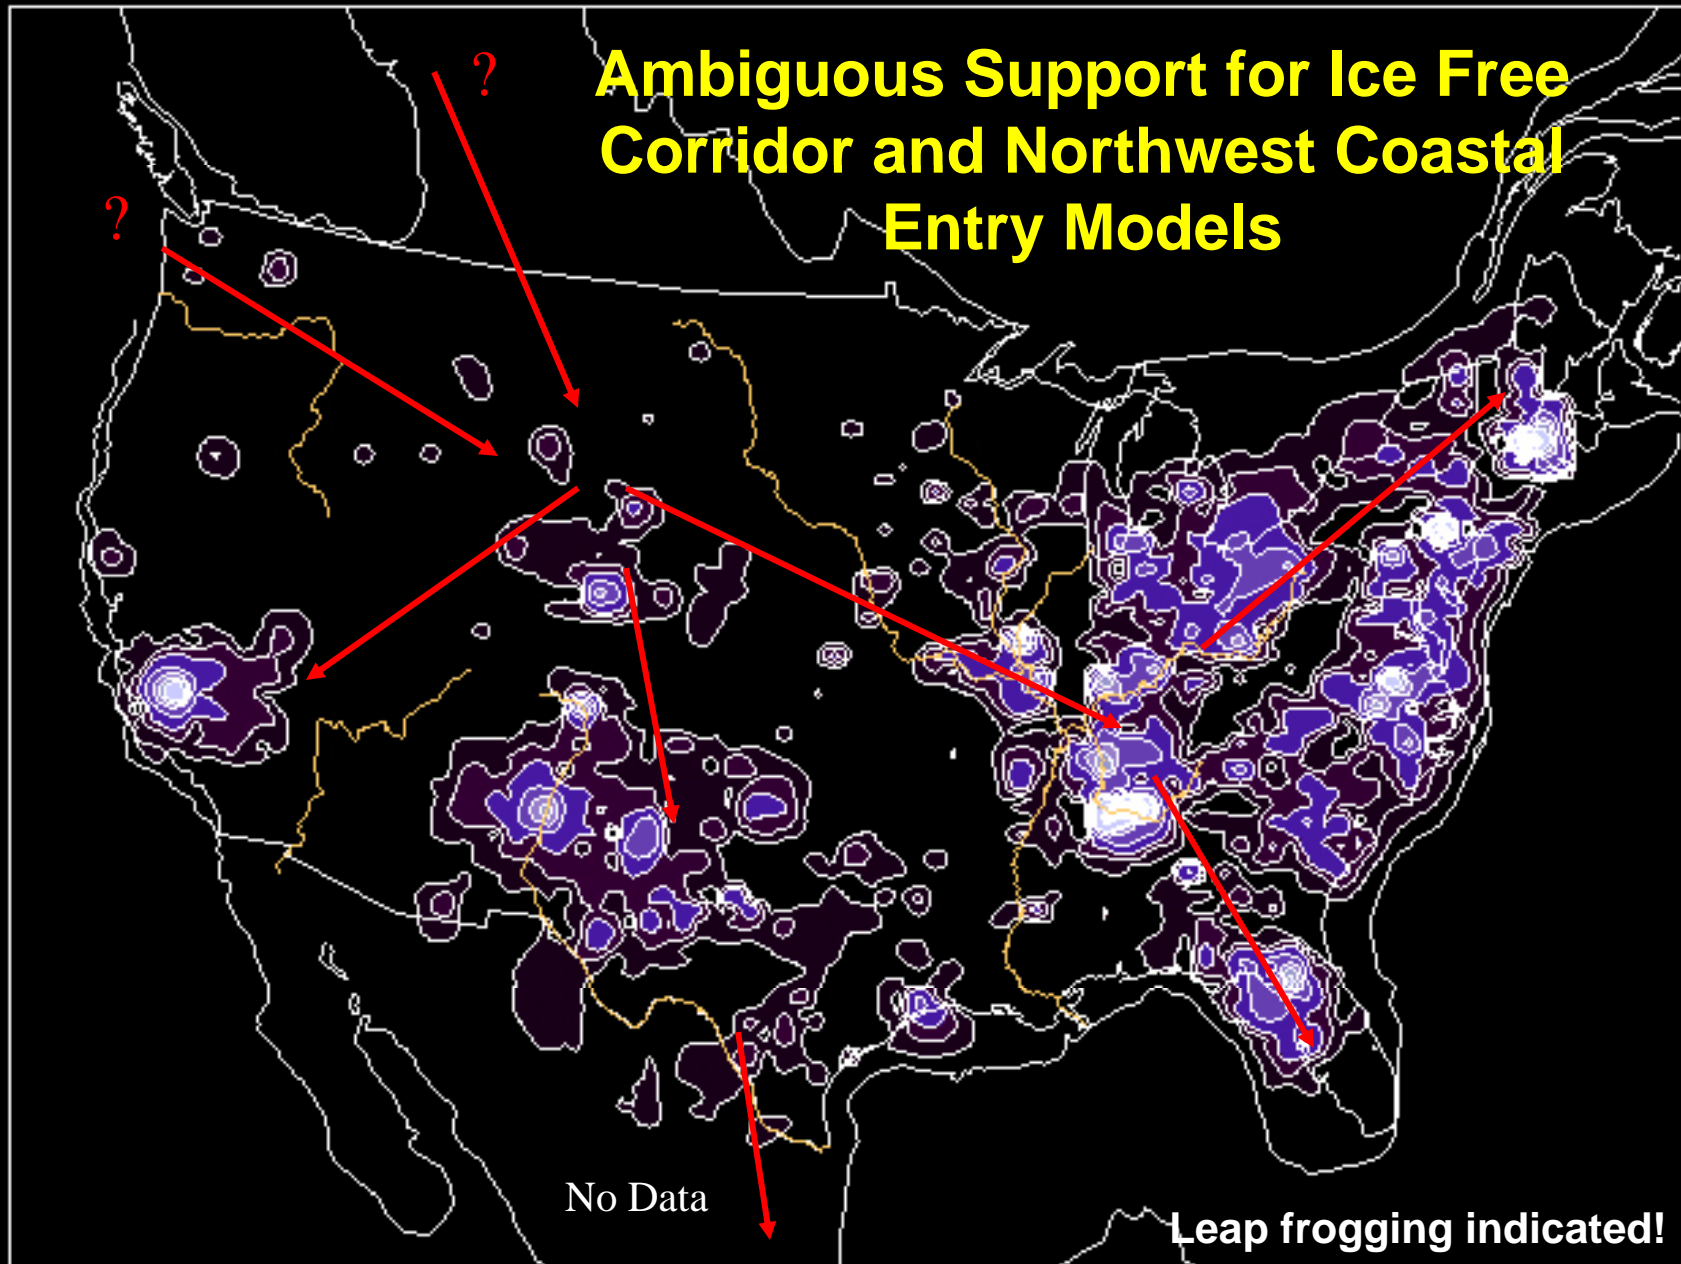 ?
Ambiguous Support for Ice Free
Corridor and Northwest Coastal
Entry Models
?
No Data
Leap frogging indicated!